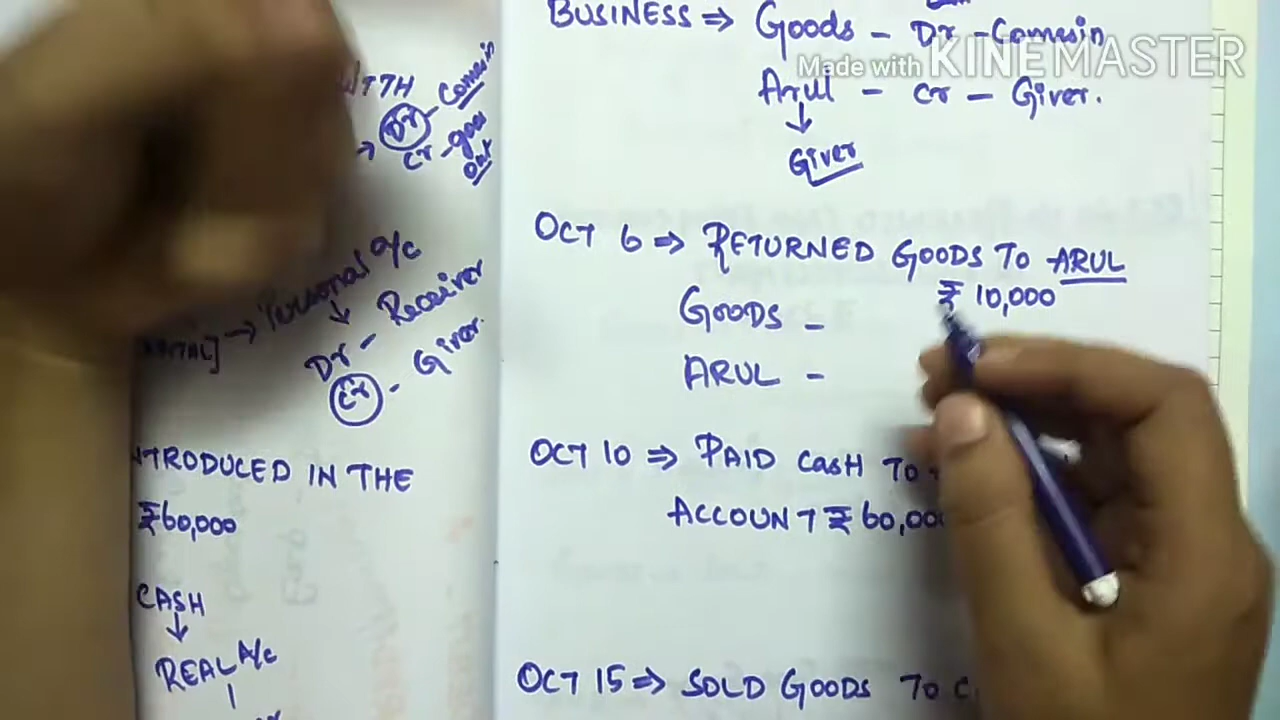 Dr - Comesin
Cr - goes
out
Personal a/c
Dr - Receiver
Cr - Giver.
INTRODUCED IN THE
₹60,000
CASH
REAL A/c
BUSINESS ⇒ Goods - Dr - Comesin
Made with KINEMASTER
Arul - Cr - Giver.
Giver
OCT 6 ⇒ RETURNED GOODS TO ARUL
₹ 10,000
GOODS -
ARUL -
OCT 10 ⇒ PAID CASH TO
ACCOUNT ₹ 60,000
OCT 15 ⇒ SOLD GOODS TO